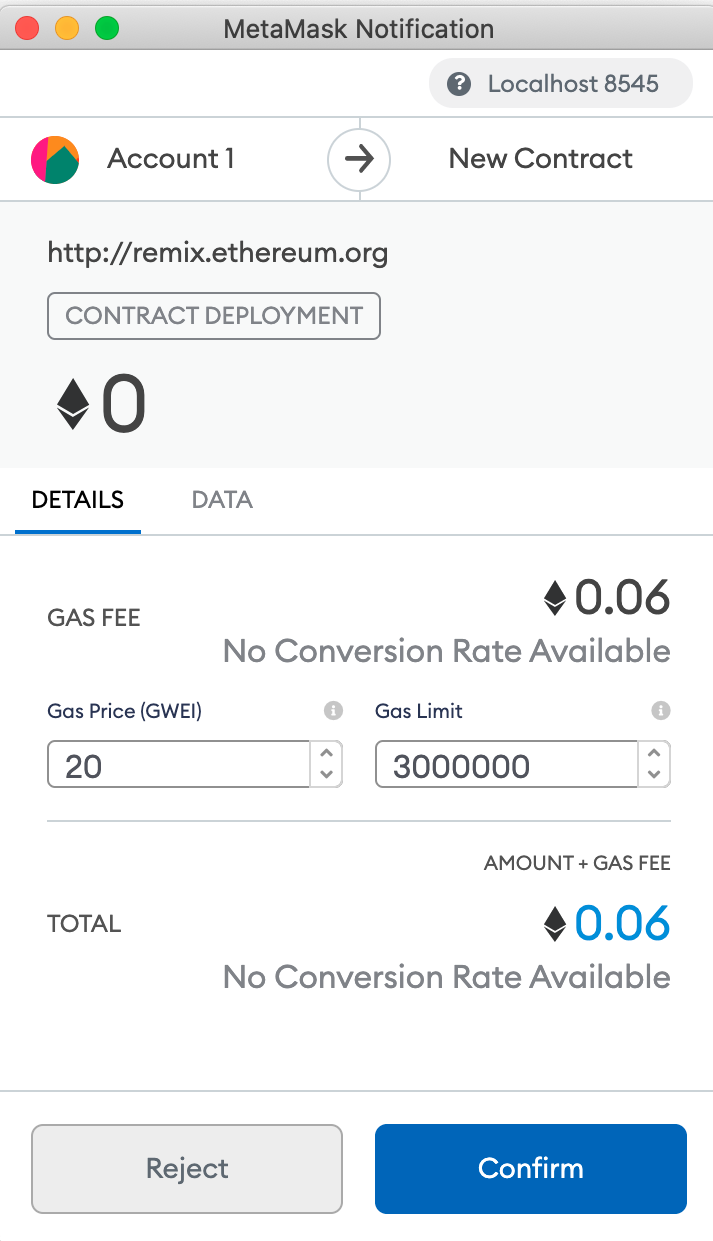 MetaMask Notification
? Localhost 8545
Account 1
New Contract
http://remix.ethereum.org
CONTRACT DEPLOYMENT
0
DETAILS DATA
0.06
GAS FEE
No Conversion Rate Available
Gas Price (GWEI) i Gas Limit i
20 3000000
AMOUNT + GAS FEE
TOTAL 0.06
No Conversion Rate Available
Reject Confirm